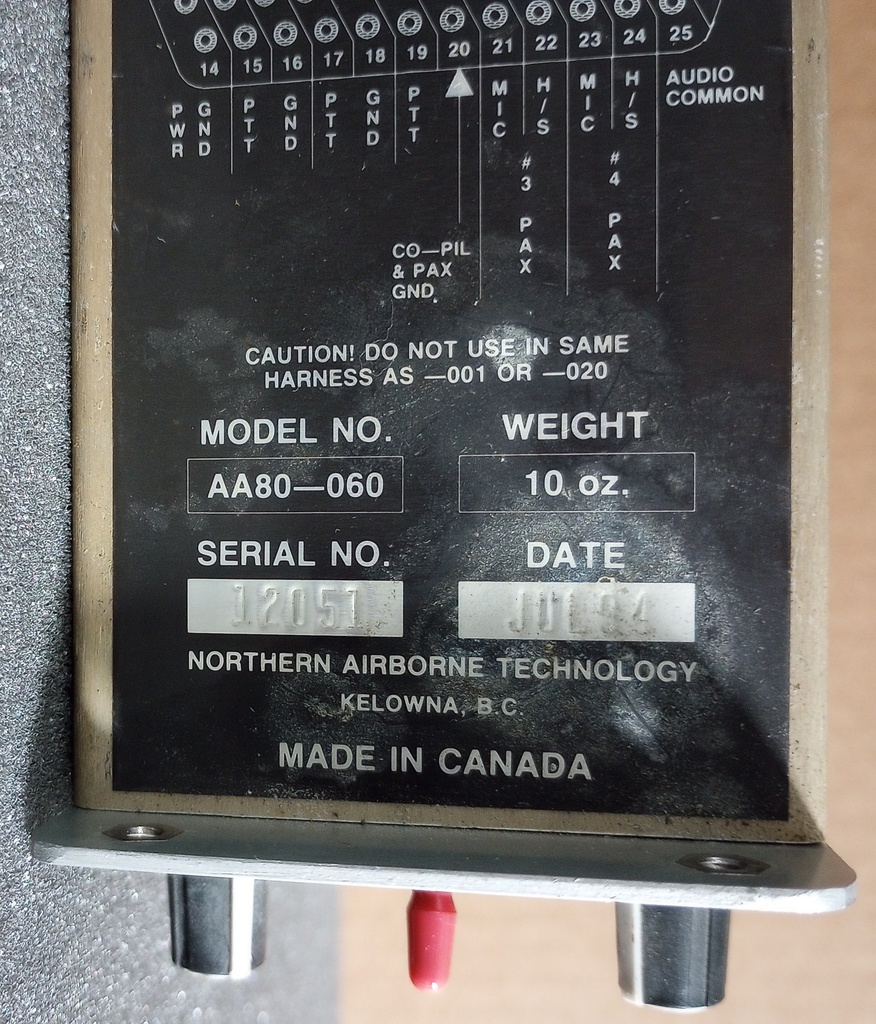 14 15 16 17 18 19 20 21 22 23 24 25
PWR GND PTT GND PTT GND PTT MIC H/S MIC H/S AUDIO COMMON
#3 PAX #4 PAX
CO—PIL
& PAX
GND.
CAUTION! DO NOT USE IN SAME
HARNESS AS —001 OR —020
MODEL NO. WEIGHT
AA80—060 10 oz.
SERIAL NO. DATE
12051 JUL94
NORTHERN AIRBORNE TECHNOLOGY
KELOWNA, B.C.
MADE IN CANADA